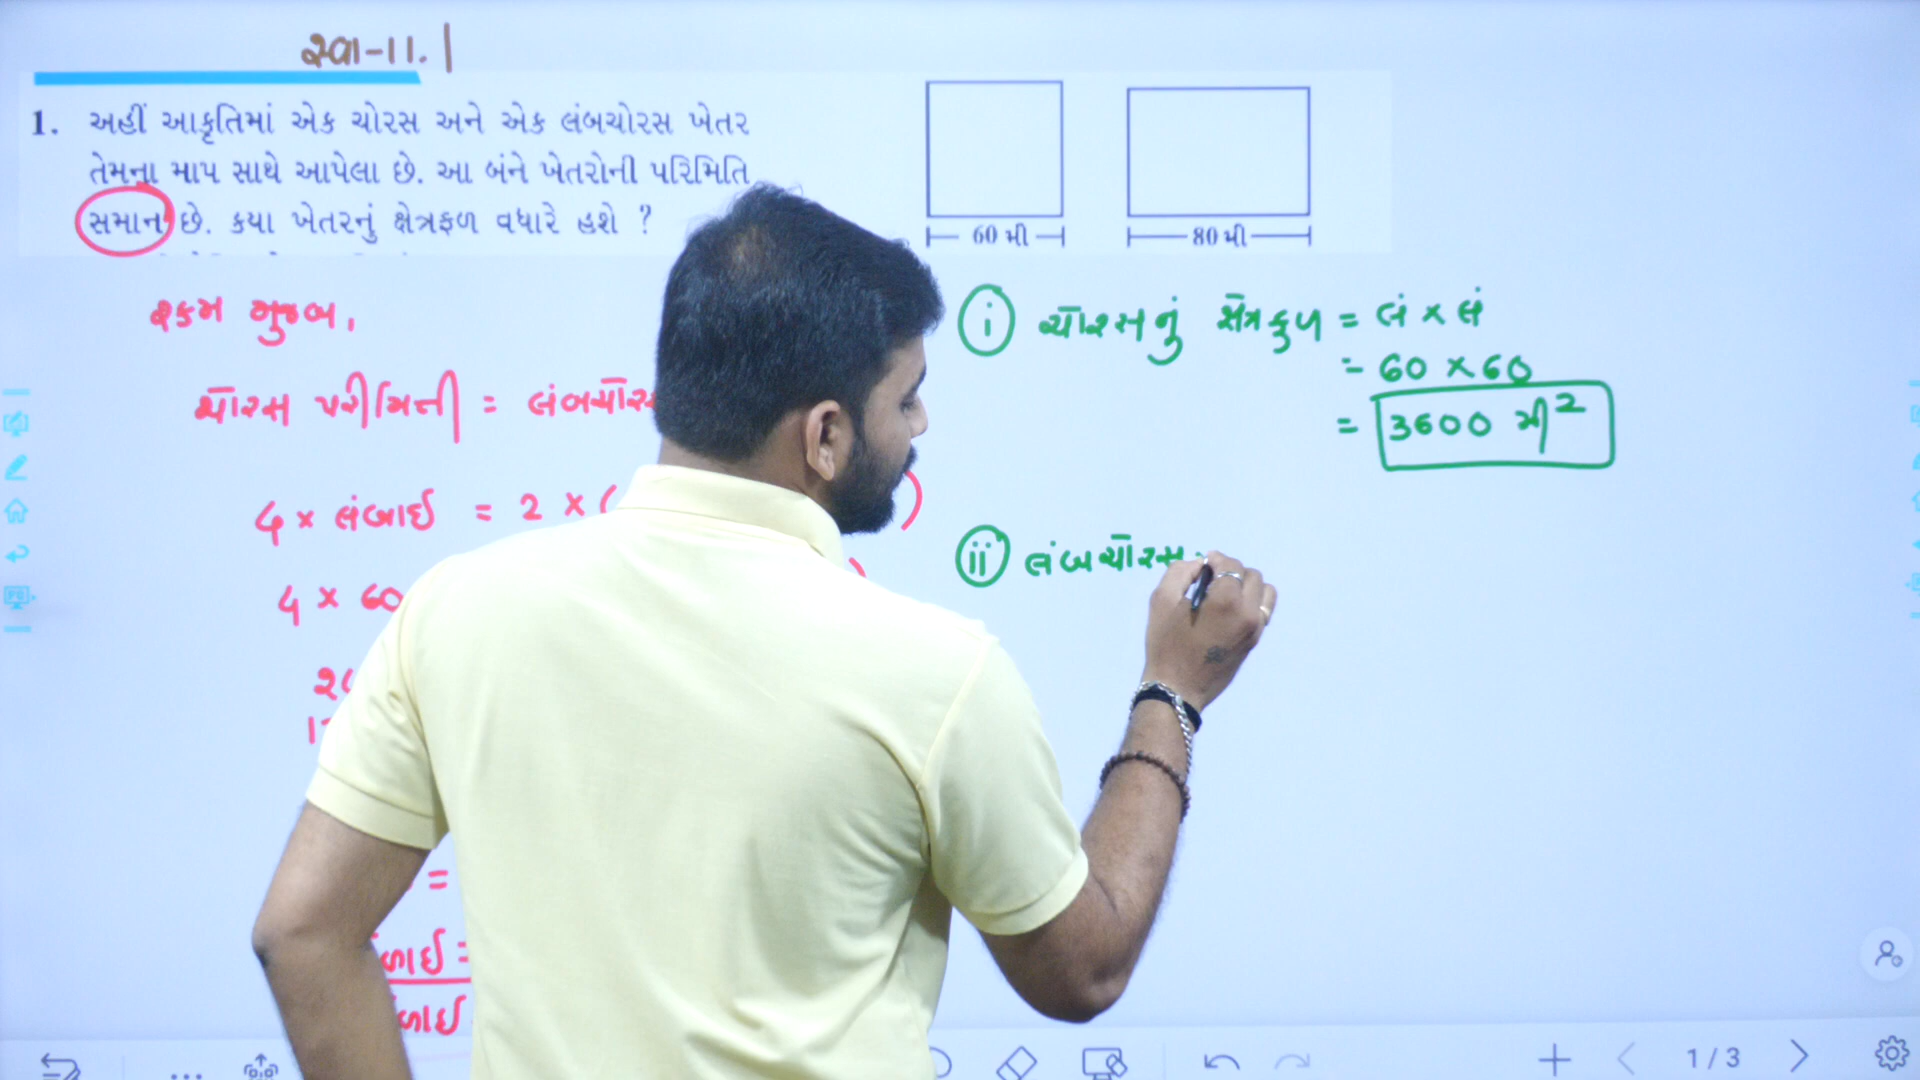 સ્વા-11.1
1. અહીં આકૃતિમાં એક ચોરસ અને એક લંબચોરસ ખેતર
તેમના માપ સાથે આપેલા છે. આ બંને ખેતરોની પરિમિતિ
સમાન છે. કયા ખેતરનું ક્ષેત્રફળ વધારે હશે ?
60 મી
80 મી
રકમ મુજબ,
ચોરસ પરીમિતી = લંબચોરસ
4 × લંબાઈ = 2 × ( )
4 × 60 )
=
ળાઈ =
ળાઈ
i ચોરસનું ક્ષેત્રફળ = લં × લં
= 60 × 60
= 3600 મી²
ii લંબચોરસ
1/3